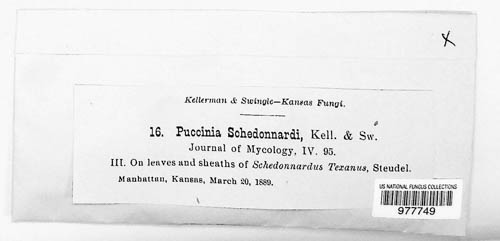 X
Kellerman & Swingle—Kansas Fungi.
16. Puccinia Schedonnardi, Kell. & Sw.
Journal of Mycology, IV. 95.
III. On leaves and sheaths of Schedonnardus Texanus, Steudel.
Manhattan, Kansas, March 20, 1889.
US NATIONAL FUNGUS COLLECTIONS
977749